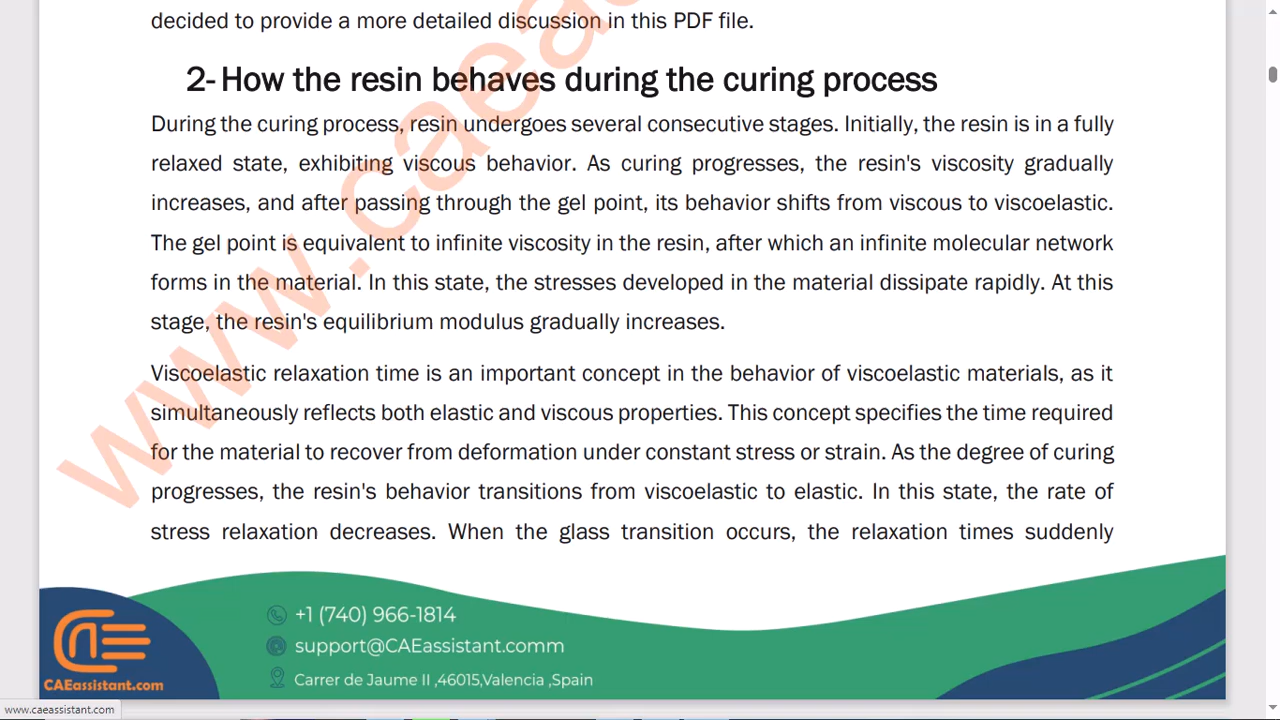 decided to provide a more detailed discussion in this PDF file.
2- How the resin behaves during the curing process
During the curing process, resin undergoes several consecutive stages. Initially, the resin is in a fully
relaxed state, exhibiting viscous behavior. As curing progresses, the resin's viscosity gradually
increases, and after passing through the gel point, its behavior shifts from viscous to viscoelastic.
The gel point is equivalent to infinite viscosity in the resin, after which an infinite molecular network
forms in the material. In this state, the stresses developed in the material dissipate rapidly. At this
stage, the resin's equilibrium modulus gradually increases.
Viscoelastic relaxation time is an important concept in the behavior of viscoelastic materials, as it
simultaneously reflects both elastic and viscous properties. This concept specifies the time required
for the material to recover from deformation under constant stress or strain. As the degree of curing
progresses, the resin's behavior transitions from viscoelastic to elastic. In this state, the rate of
stress relaxation decreases. When the glass transition occurs, the relaxation times suddenly
www.caea
+1 (740) 966-1814
support@CAEassistant.comm
Carrer de Jaume II ,46015,Valencia ,Spain
CAEassistant.com
www.caeassistant.com